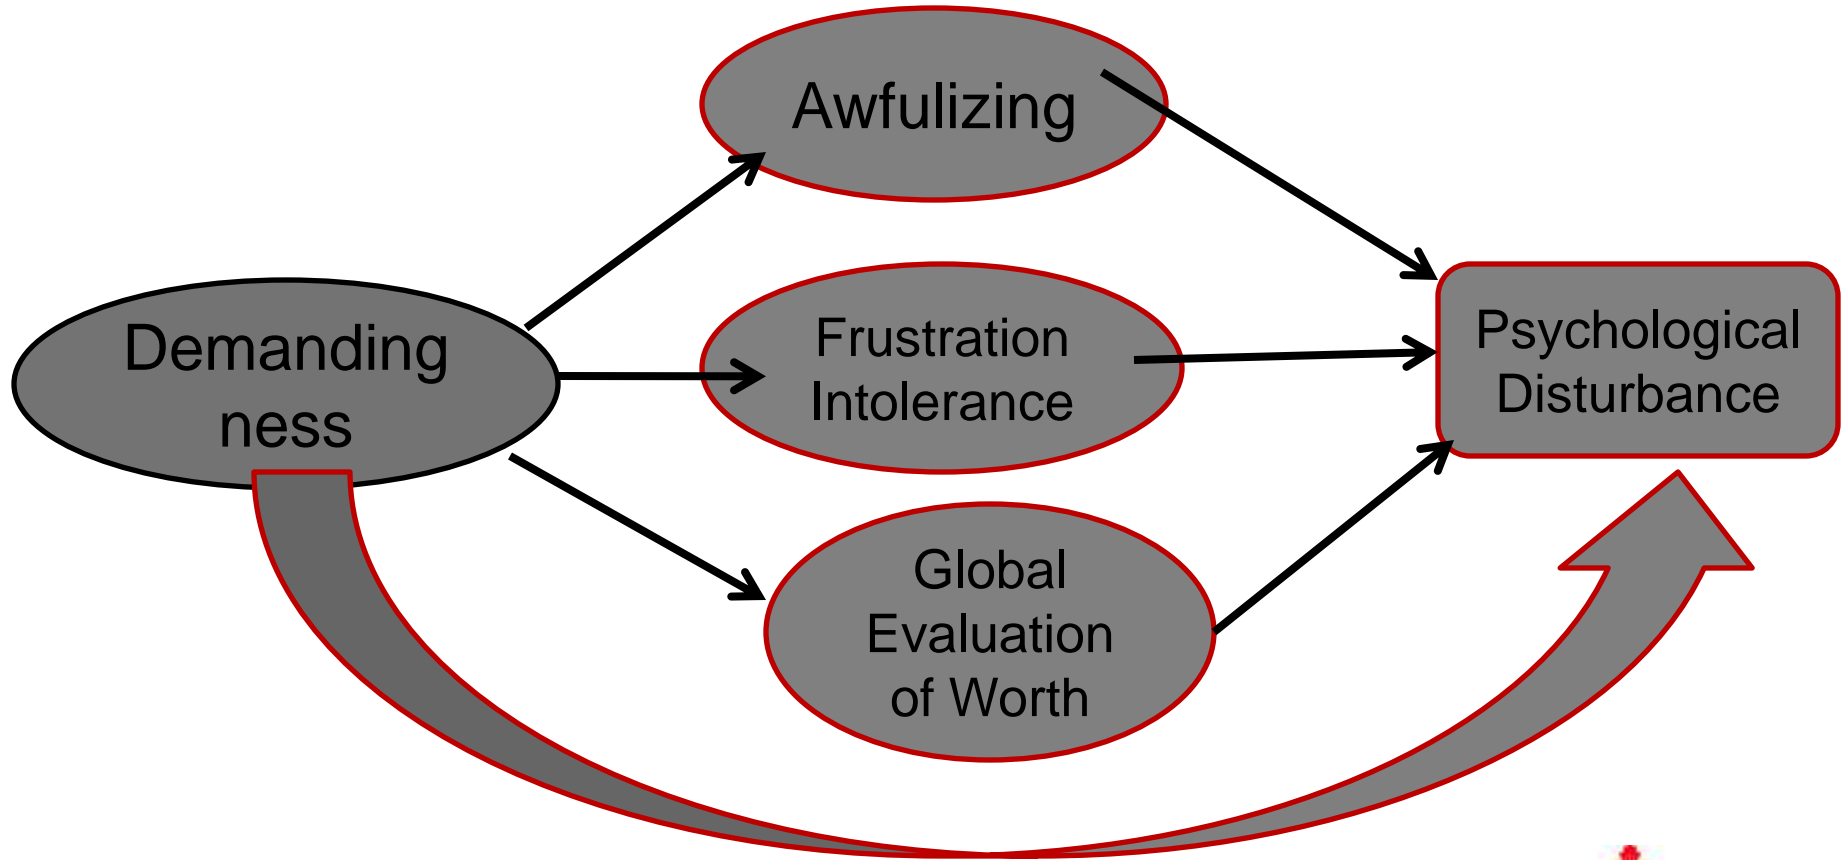 Awfulizing
Demanding
ness
Frustration
Intolerance
Psychological
Disturbance
Global
Evaluation
of Worth